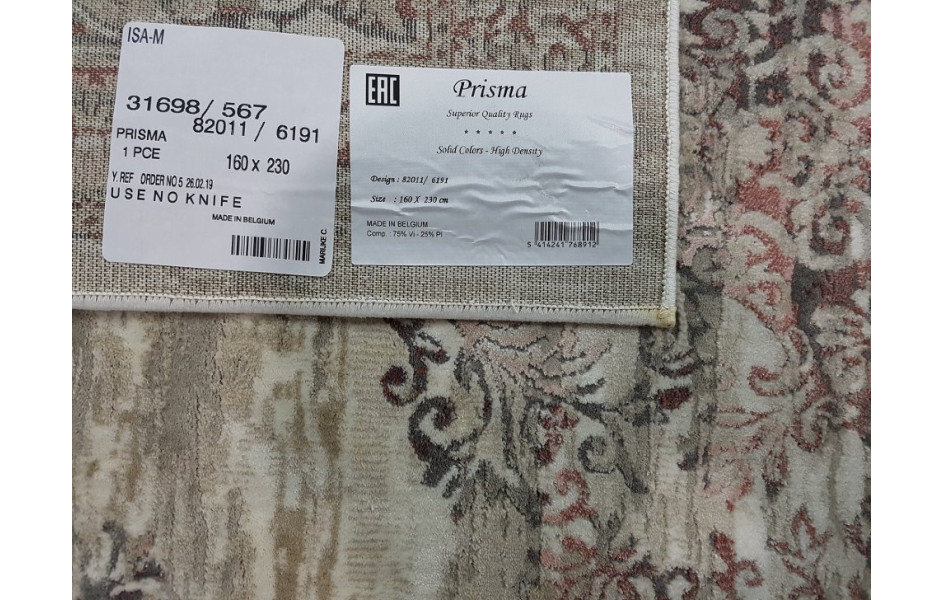 ISA-M
31698/ 567
82011 / 6191
PRISMA
1 PCE
160 x 230
Y. REF ORDER NO 5 26.02.19
USE NO KNIFE
MADE IN BELGIUM
MARIJKE C.
EAC
Prisma
Superior Quality Rugs
* * * * *
Solid Colors - High Density
Design : 82011/ 6191
Size : 160 X 230 cm
MADE IN BELGIUM
Comp. : 75% Vi - 25% Pl
5 414241 768912